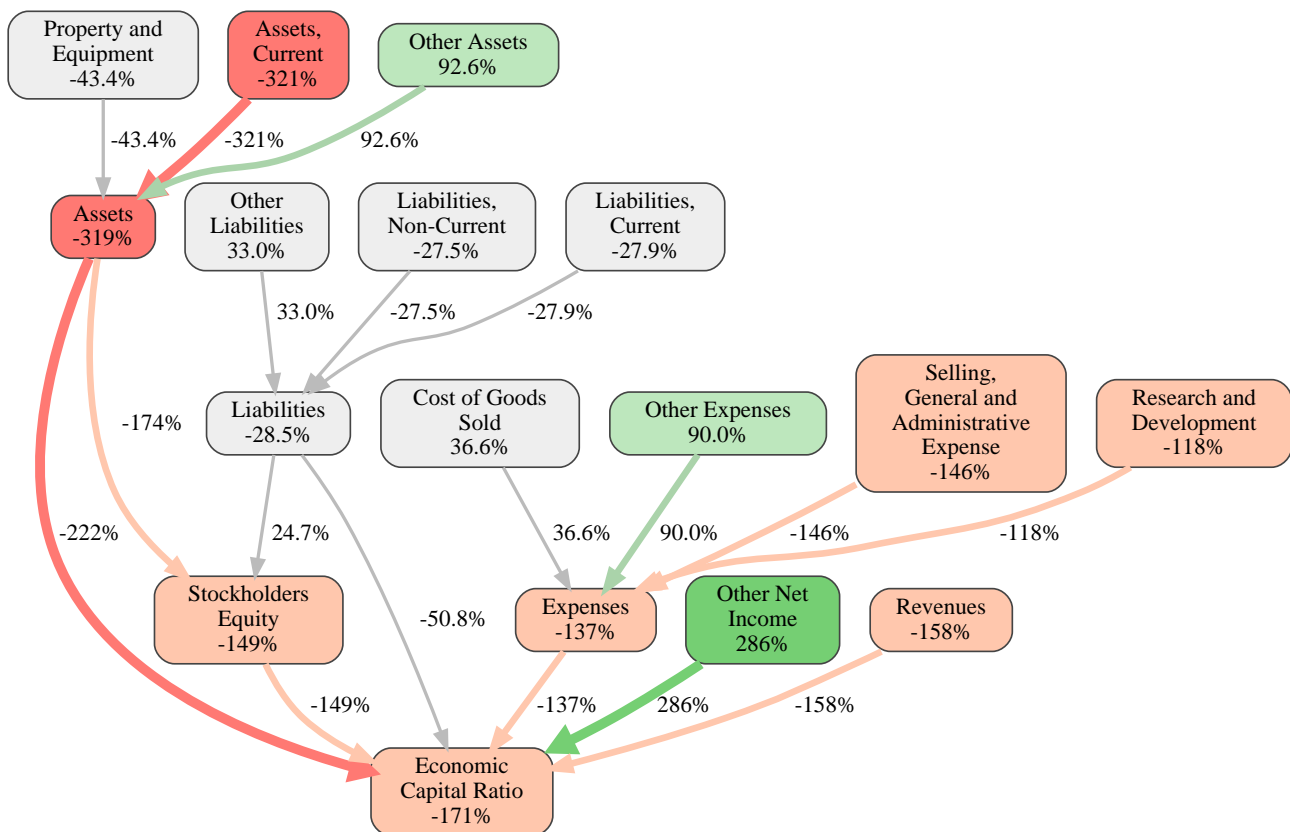 Property and
Equipment
-43.4%
Assets,
Current
-321%
Other Assets
92.6%
-43.4%
-321%
92.6%
Assets
-319%
Other
Liabilities
33.0%
Liabilities,
Non-Current
-27.5%
Liabilities,
Current
-27.9%
33.0%
-27.5%
-27.9%
Liabilities
-28.5%
Cost of Goods
Sold
36.6%
Other Expenses
90.0%
Selling,
General and
Administrative
Expense
-146%
Research and
Development
-118%
-174%
-222%
24.7%
36.6%
90.0%
-146%
-118%
Stockholders
Equity
-149%
-50.8%
Expenses
-137%
Other Net
Income
286%
Revenues
-158%
-149%
-137%
286%
-158%
Economic
Capital Ratio
-171%